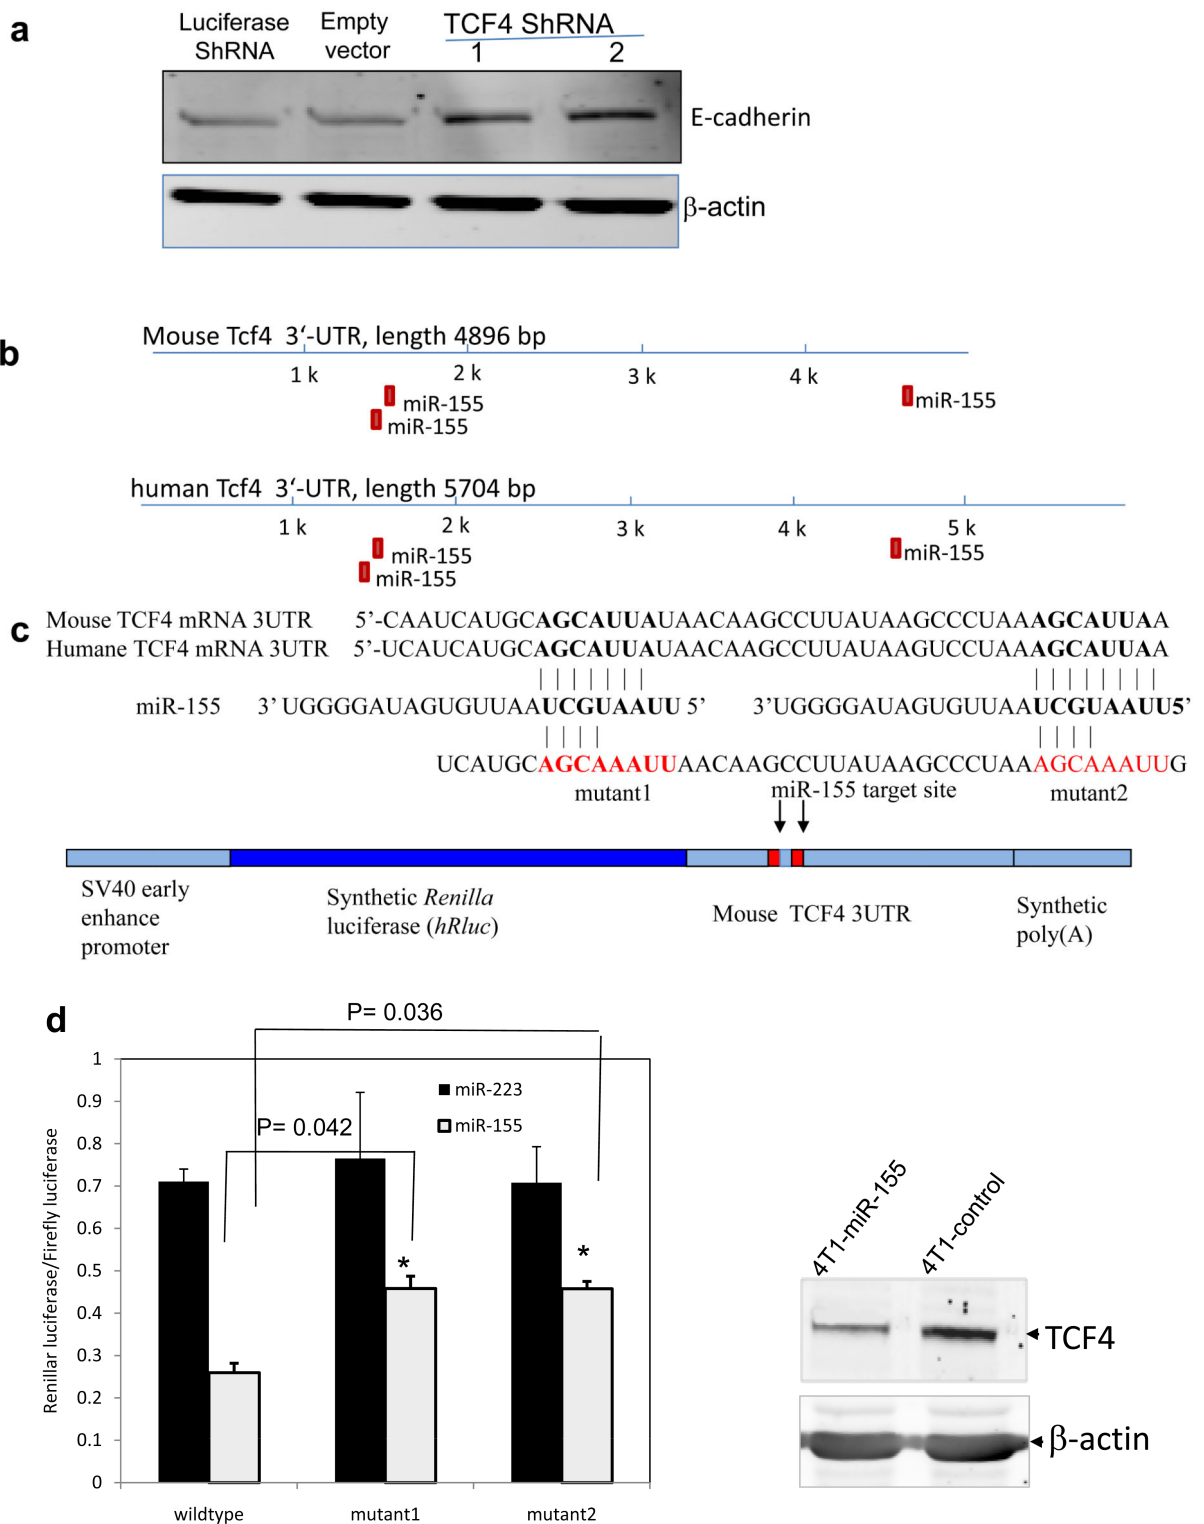 a
Luciferase ShRNA
Empty vector
TCF4 ShRNA
1 2
E-cadherin
β-actin
b
Mouse Tcf4 3‘-UTR, length 4896 bp
1 k 2 k 3 k 4 k
miR-155 miR-155
miR-155
human Tcf4 3‘-UTR, length 5704 bp
1 k 2 k 3 k 4 k 5 k
miR-155 miR-155
miR-155
c
Mouse TCF4 mRNA 3UTR 5’-CAAUCAUGCAGCAUUAUAACAAGCCUUAUAAGCCCUAAAGCAUUAA
Humane TCF4 mRNA 3UTR 5’-UCAUCAUGCAGCAUUAUAACAAGCCUUAUAAGUCCUAAAGCAUUAA
miR-155 3’ UGGGGAUAGUGUUAAUCGUAAUU 5’ 3’UGGGGAUAGUGUUAAUCGUAAUU5’
UCAUGCAGCAAAUUAACAAGCCUUAUAAGCCCUAAAGCAAAUUG
mutant1 miR-155 target site mutant2
SV40 early
enhance
promoter
Synthetic Renilla
luciferase (hRluc)
Mouse TCF4 3UTR
Synthetic
poly(A)
d
P= 0.036
P= 0.042
miR-223
miR-155
* *
Renillar luciferase/Firefly luciferase
1
0.9
0.8
0.7
0.6
0.5
0.4
0.3
0.2
0.1
0
wildtype mutant1 mutant2
4T1-miR-155
4T1-control
TCF4
β-actin